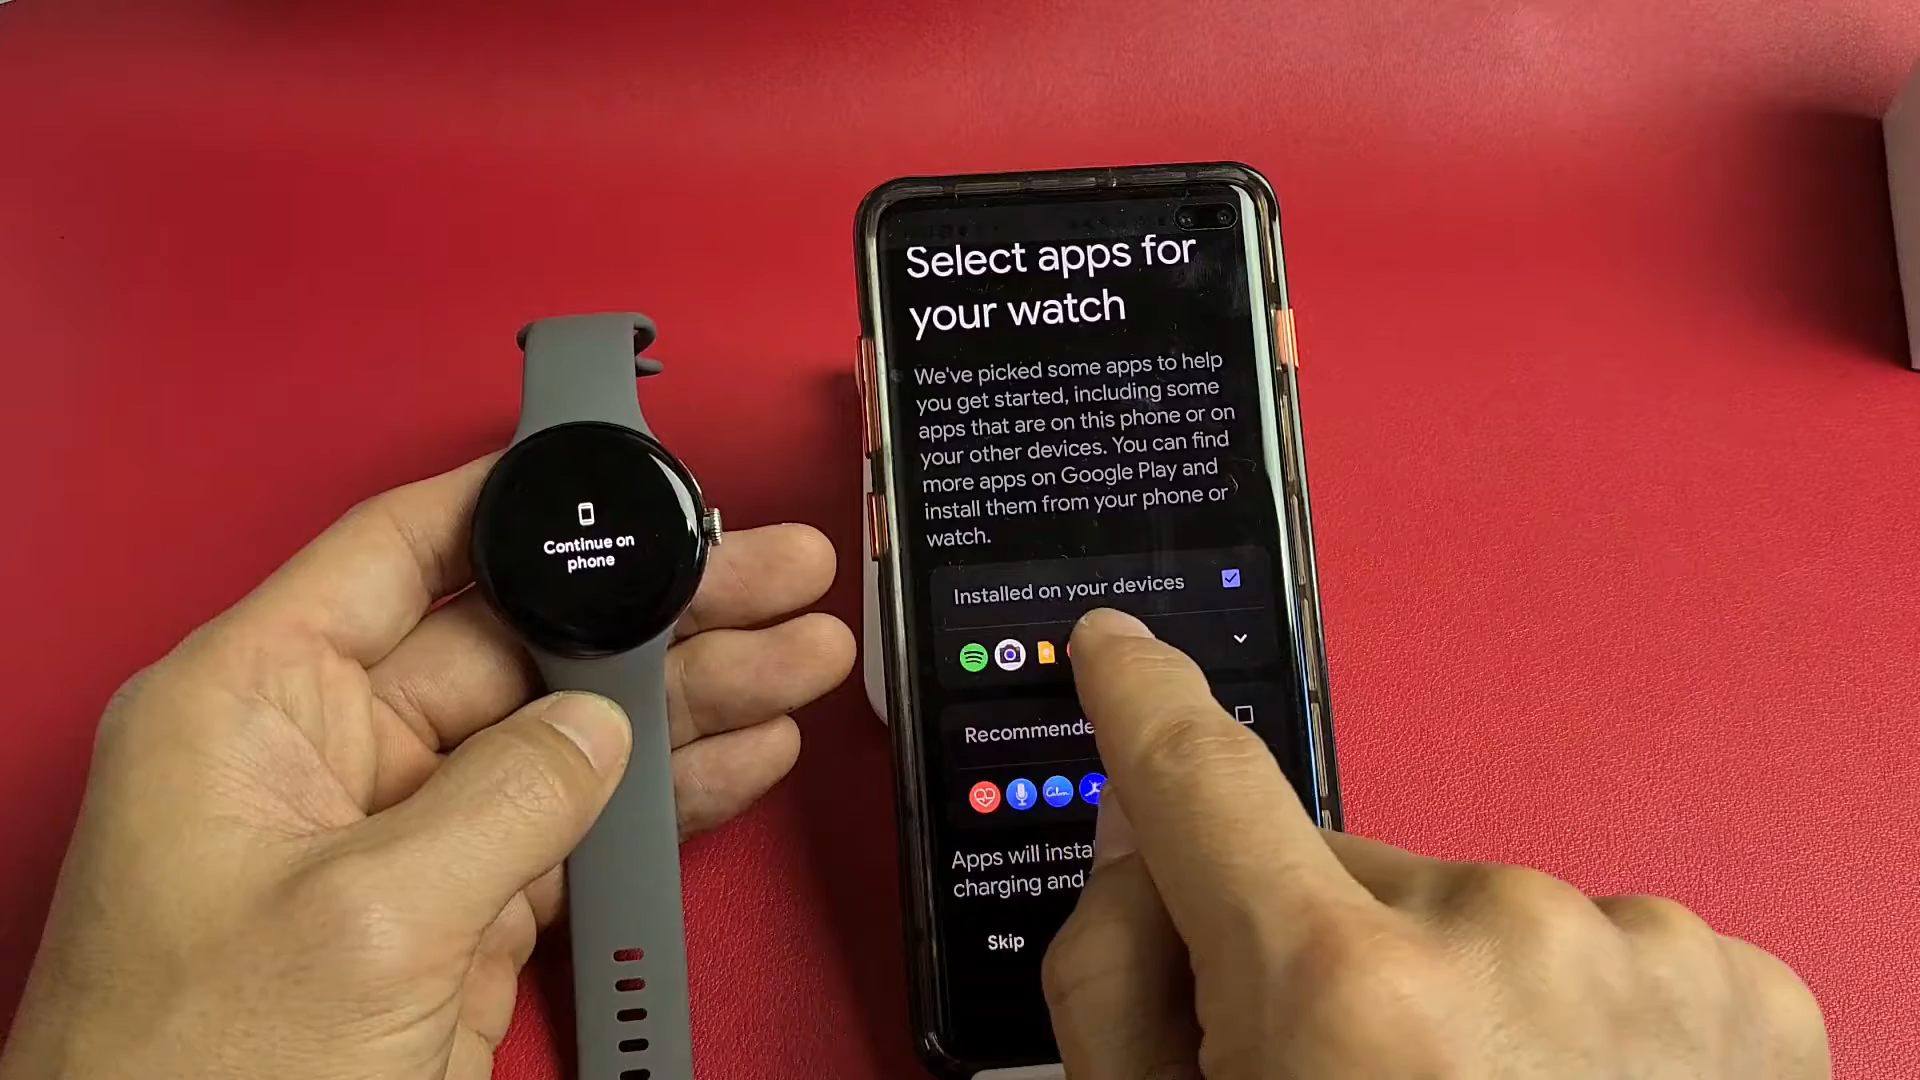 Continue on
phone
Select apps for
your watch
We've picked some apps to help
you get started, including some
apps that are on this phone or on
your other devices. You can find
more apps on Google Play and
install them from your phone or
watch.
Installed on your devices
Recommende
Calm
Apps will instal
charging and
Skip